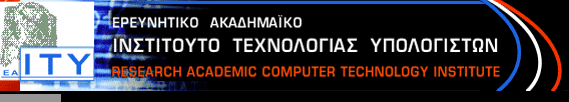 ΕΑ ΙΤΥ
ΕΡΕΥΝΗΤΙΚΟ ΑΚΑΔΗΜΑΪΚΟ
ΙΝΣΤΙΤΟΥΤΟ ΤΕΧΝΟΛΟΓΙΑΣ ΥΠΟΛΟΓΙΣΤΩΝ
RESEARCH ACADEMIC COMPUTER TECHNOLOGY INSTITUTE